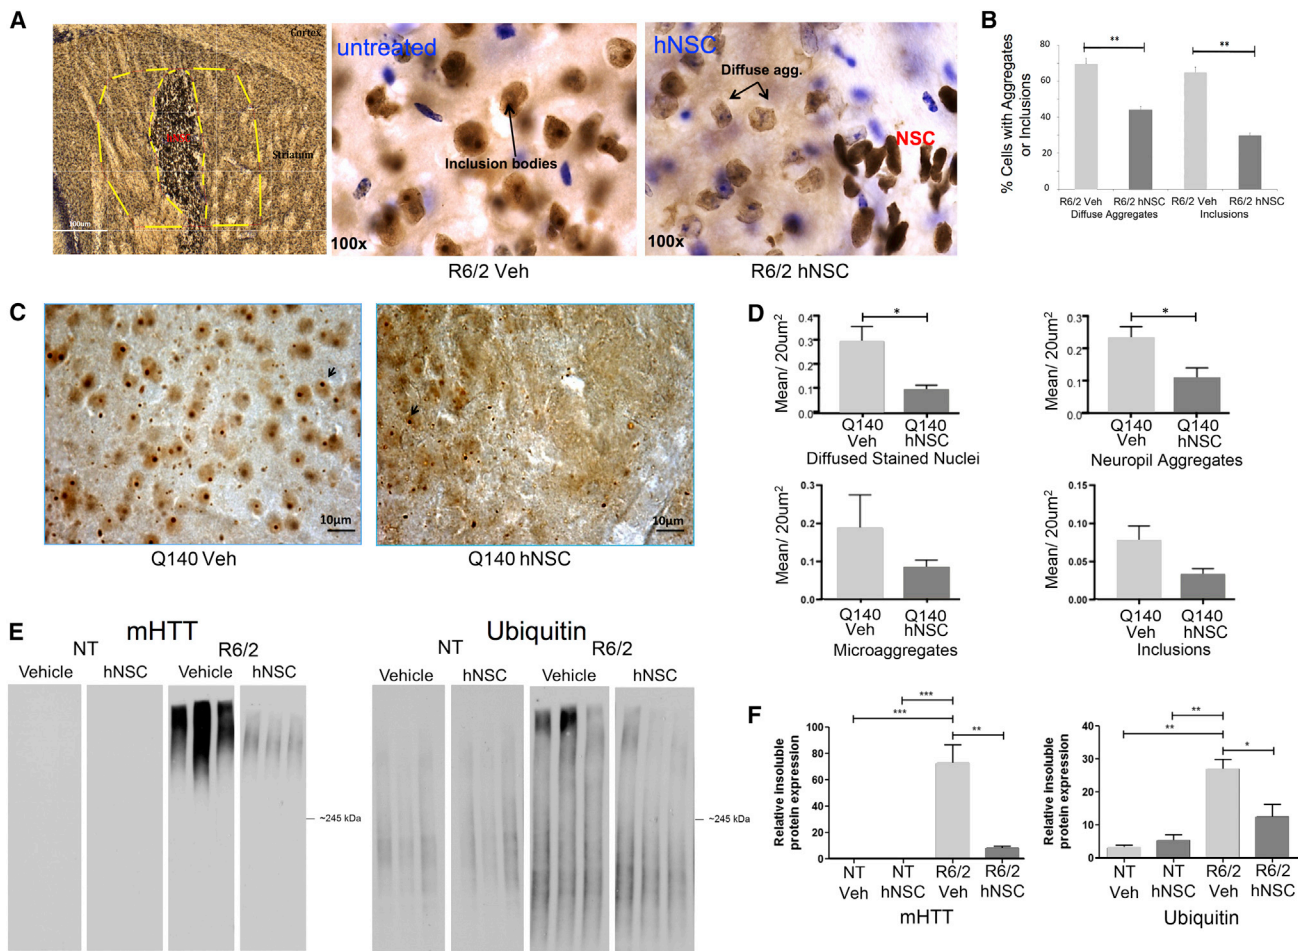 A
Cortex
Striatum
untreated
Inclusion bodies
100x
R6/2 Veh
hNSC
Diffuse agg.
NSC
100x
R6/2 hNSC
B
% Cells with Aggregates
or Inclusions
80
60
40
20
0
**
**
R6/2 Veh R6/2 hNSC R6/2 Veh R6/2 hNSC
Diffuse Aggregates Inclusions
C
10µm
Q140 Veh
10µm
Q140 hNSC
D
Mean/ 20um²
0.4
0.3
0.2
0.1
0.0
*
Q140 Q140
Veh hNSC
Diffused Stained Nuclei
Mean/ 20um²
0.3
0.2
0.1
0.0
*
Q140 Q140
Veh hNSC
Neuropil Aggregates
Mean/ 20um²
0.3
0.2
0.1
0.0
Q140 Q140
Veh hNSC
Microaggregates
Mean/ 20um²
0.15
0.10
0.05
0.00
Q140 Q140
Veh hNSC
Inclusions
E
mHTT
NT R6/2
Vehicle hNSC Vehicle hNSC
~245 kDa
Ubiquitin
NT R6/2
Vehicle hNSC Vehicle hNSC
~245 kDa
F
Relative insoluble
protein expression
100
80
60
40
20
0
***
***
**
NT NT R6/2 R6/2
Veh hNSC Veh hNSC
mHTT
Relative insoluble
protein expression
40
30
20
10
0
**
**
*
NT NT R6/2 R6/2
Veh hNSC Veh hNSC
Ubiquitin